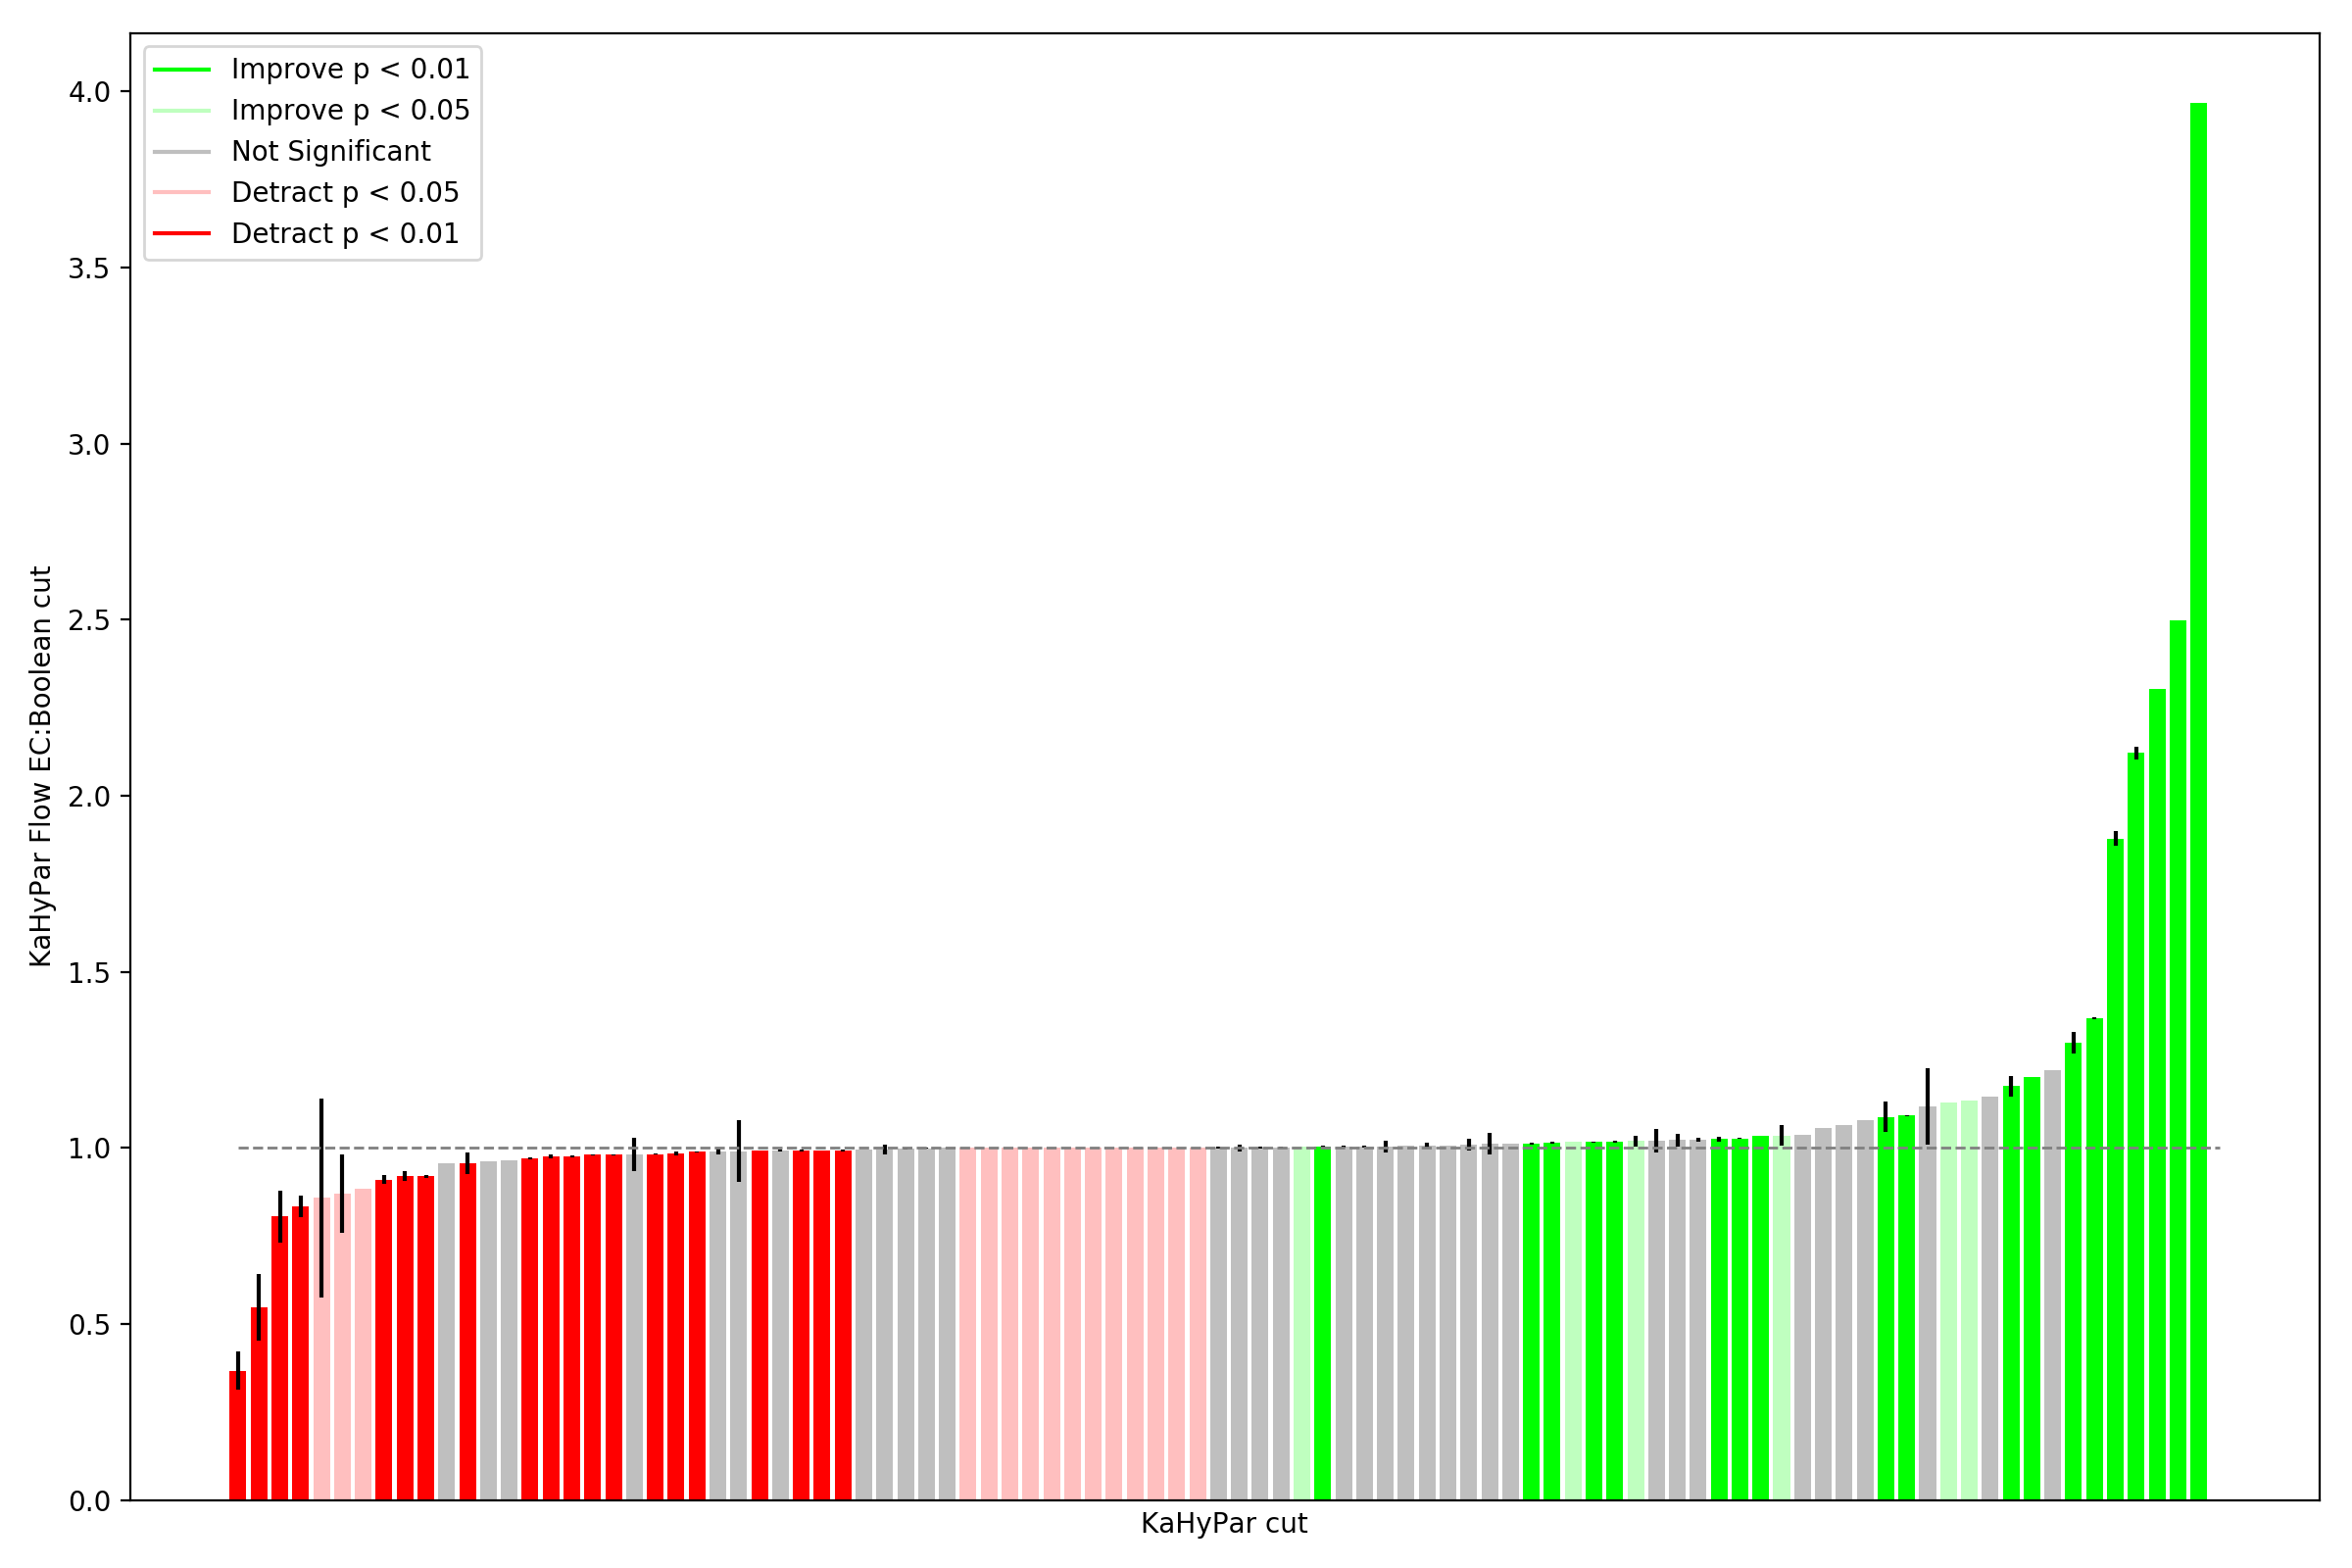 Improve p < 0.01
Improve p < 0.05
Not Significant
Detract p < 0.05
Detract p < 0.01
4.0
3.5
3.0
2.5
2.0
1.5
1.0
0.5
0.0
KaHyPar Flow EC:Boolean cut
KaHyPar cut